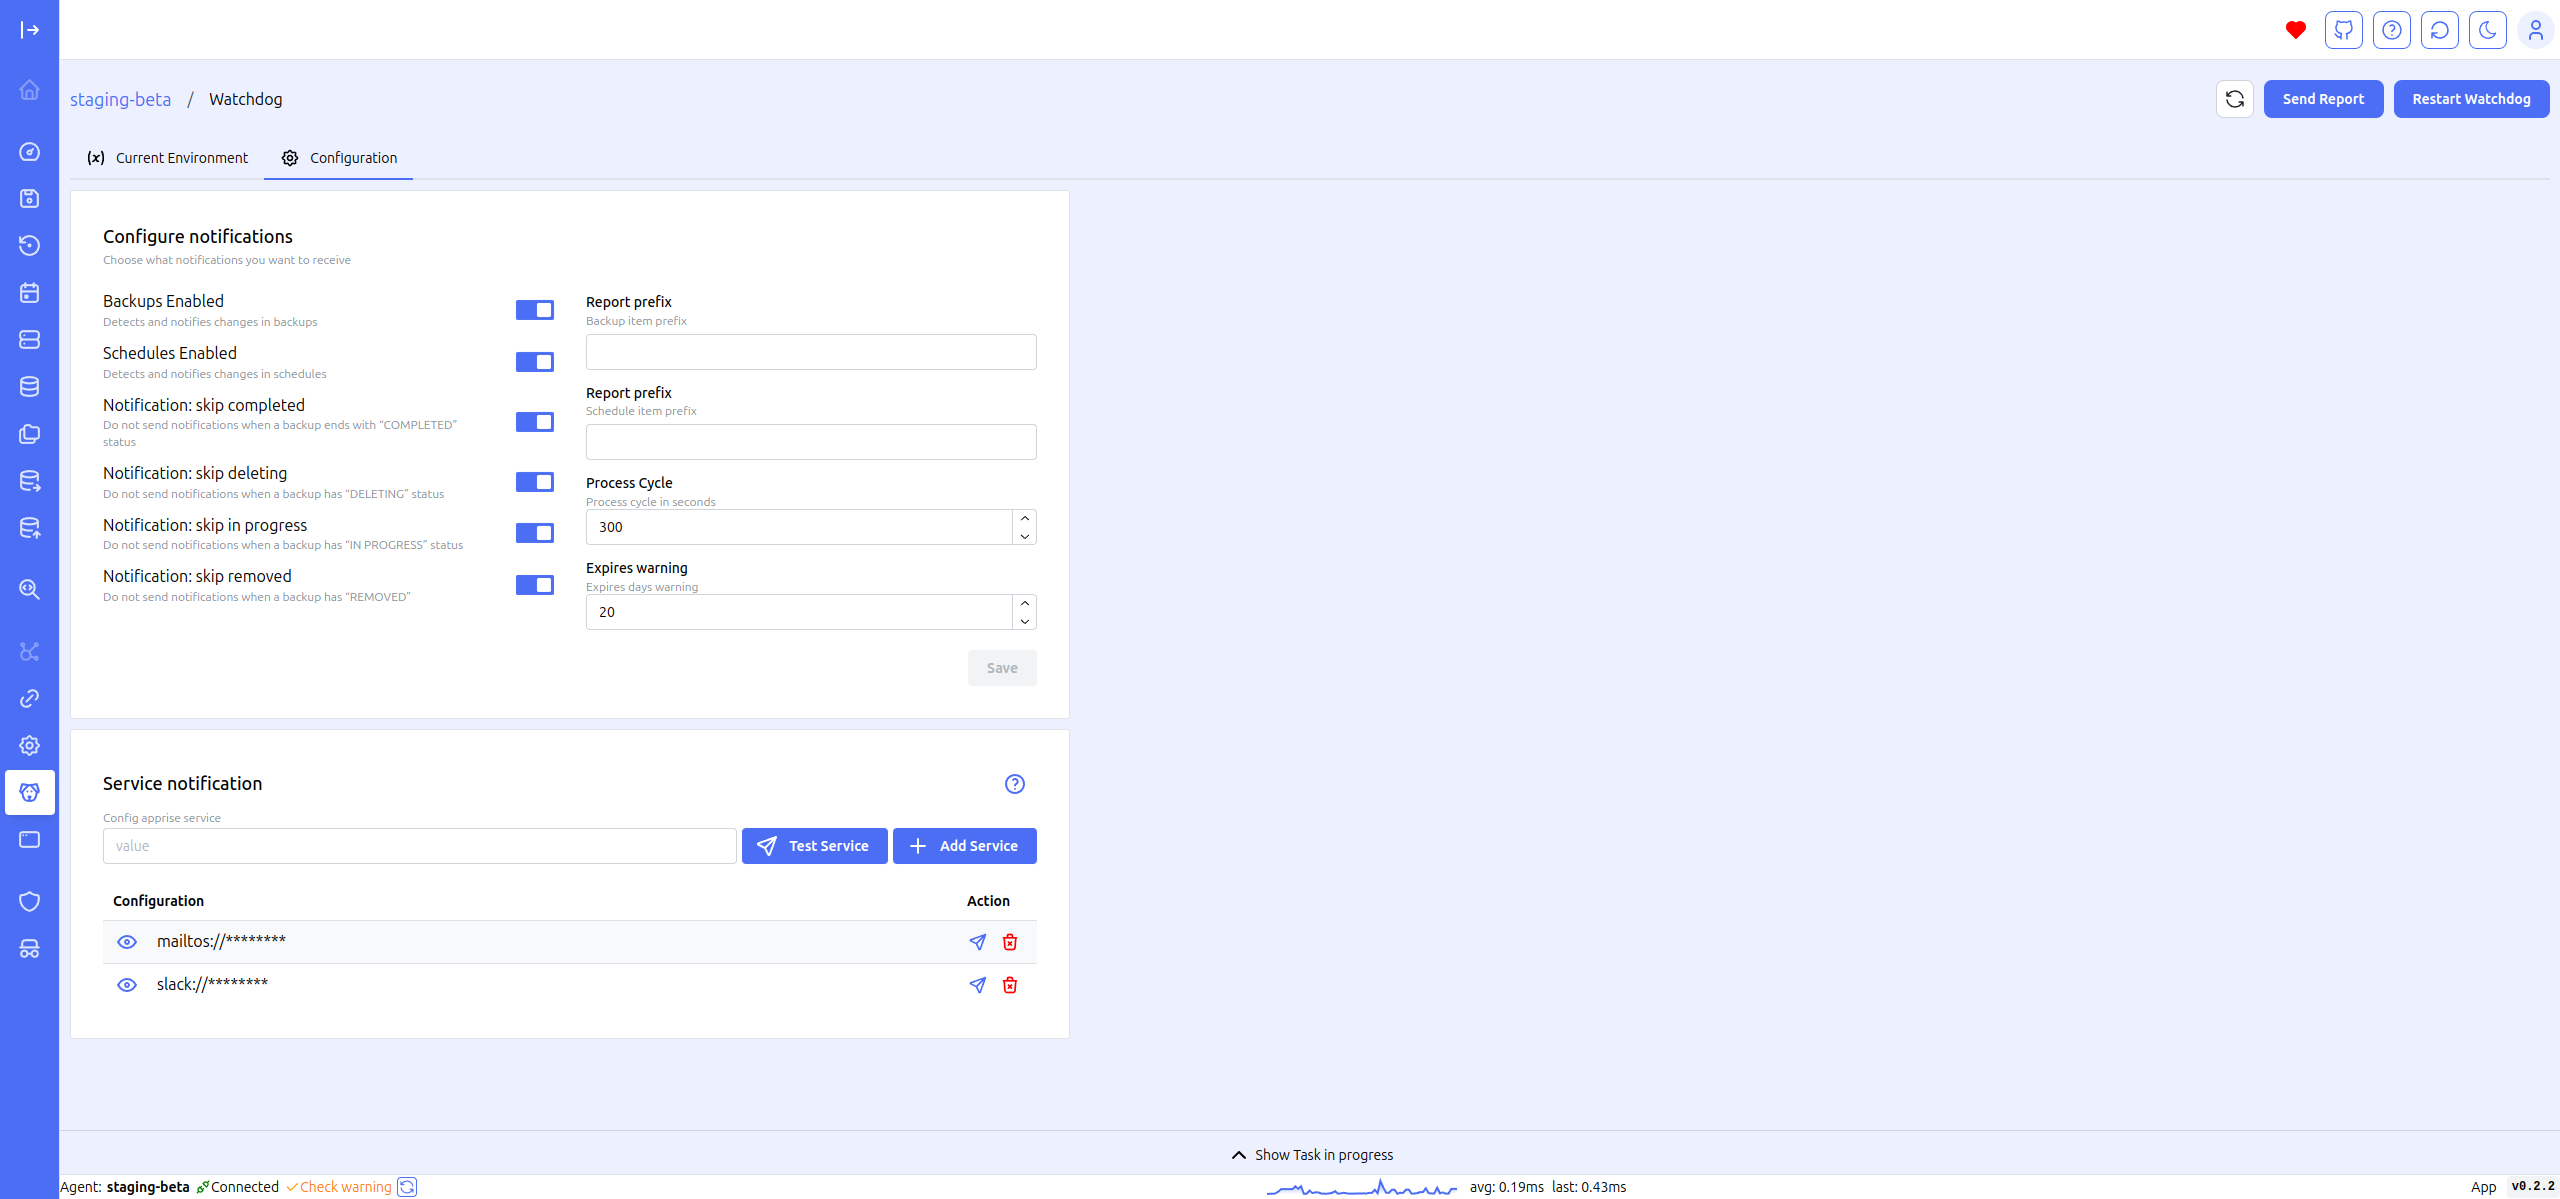 staging-beta / Watchdog
Send Report
Restart Watchdog
(x) Current Environment
Configuration
Configure notifications
Choose what notifications you want to receive
Backups Enabled
Detects and notifies changes in backups
Schedules Enabled
Detects and notifies changes in schedules
Notification: skip completed
Do not send notifications when a backup ends with “COMPLETED”
status
Notification: skip deleting
Do not send notifications when a backup has “DELETING” status
Notification: skip in progress
Do not send notifications when a backup has “IN PROGRESS” status
Notification: skip removed
Do not send notifications when a backup has “REMOVED”
Report prefix
Backup item prefix
Report prefix
Schedule item prefix
Process Cycle
Process cycle in seconds
300
Expires warning
Expires days warning
20
Save
Service notification
Config apprise service
value
Test Service
Add Service
Configuration
Action
mailtos://********
slack://********
Show Task in progress
Agent: staging-beta Connected Check warning
avg: 0.19ms last: 0.43ms
App v0.2.2